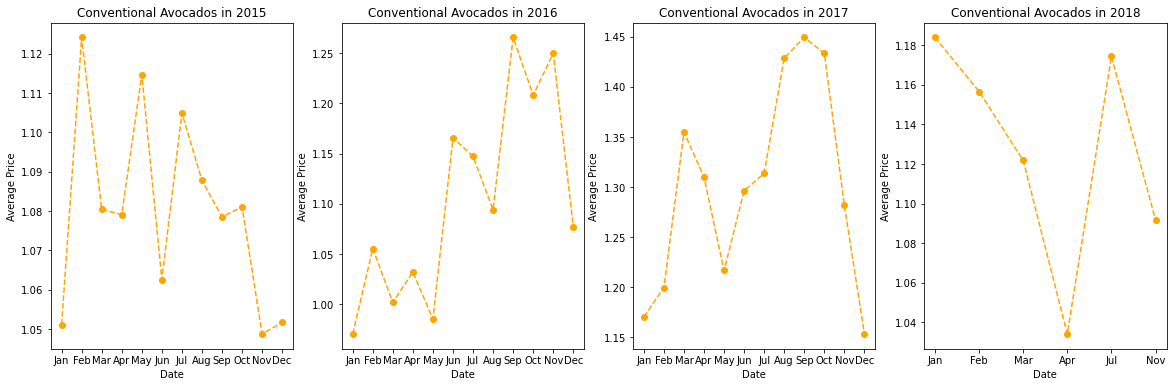 Conventional Avocados in 2015
Average Price
1.12
1.11
1.10
1.09
1.08
1.07
1.06
1.05
Jan Feb Mar Apr May Jun Jul Aug Sep Oct Nov Dec
Date
Conventional Avocados in 2016
Average Price
1.25
1.20
1.15
1.10
1.05
1.00
Jan Feb Mar Apr May Jun Jul Aug Sep Oct Nov Dec
Date
Conventional Avocados in 2017
Average Price
1.45
1.40
1.35
1.30
1.25
1.20
1.15
Jan Feb Mar Apr May Jun Jul Aug Sep Oct Nov Dec
Date
Conventional Avocados in 2018
Average Price
1.18
1.16
1.14
1.12
1.10
1.08
1.06
1.04
Jan Feb Mar Apr Jul Nov
Date